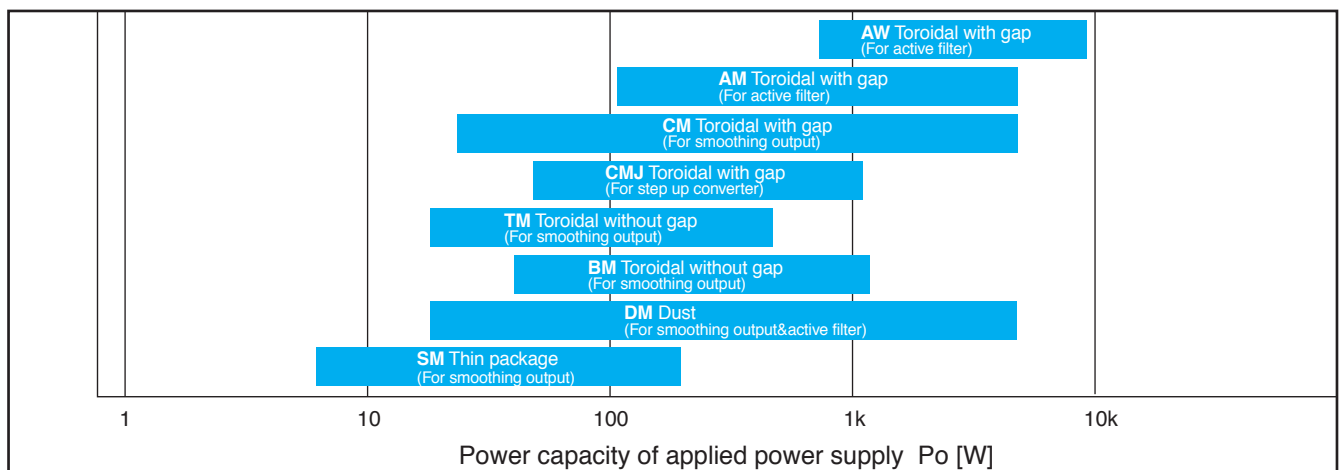 AW Toroidal with gap
(For active filter)
AM Toroidal with gap
(For active filter)
CM Toroidal with gap
(For smoothing output)
CMJ Toroidal with gap
(For step up converter)
TM Toroidal without gap
(For smoothing output)
BM Toroidal without gap
(For smoothing output)
DM Dust
(For smoothing output&active filter)
SM Thin package
(For smoothing output)
1 10 100 1k 10k
Power capacity of applied power supply Po [W]